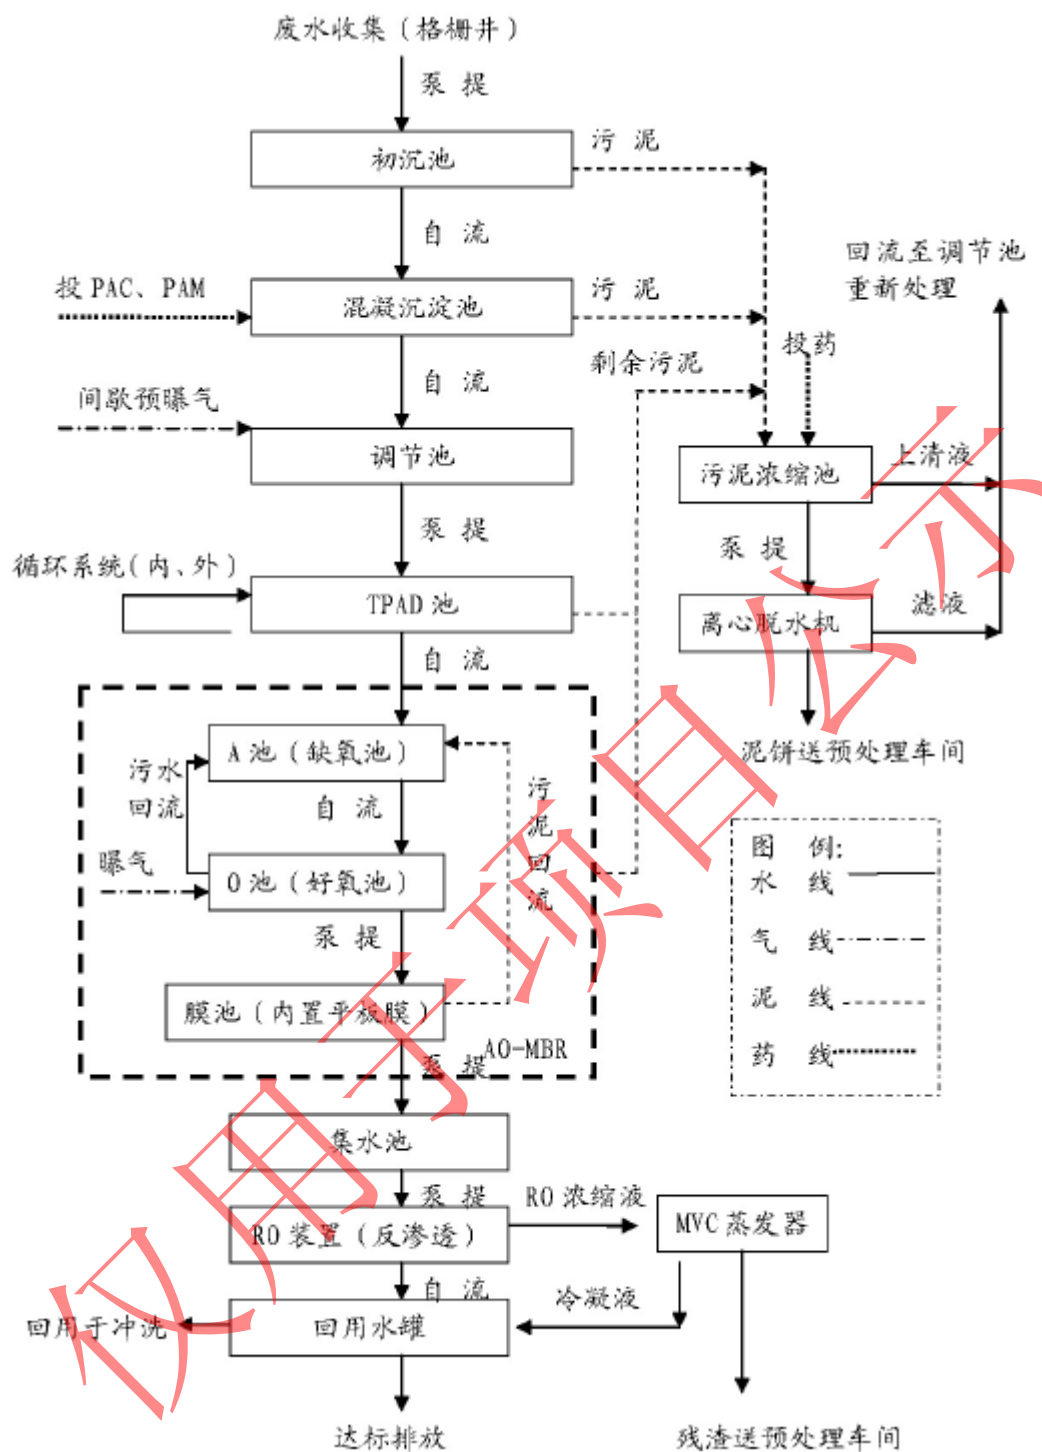 废水收集（格栅井）
泵 提
初沉池
污 泥
自 流
回流至调节池
重新处理
投 PAC、PAM
混凝沉淀池
污 泥
投药
剩余污泥
自 流
间歇预曝气
调节池
上清液
污泥浓缩池
泵 提
泵 提
循环系统(内、外)
TPAD 池
离心脱水机
滤液
自 流
A 池（缺氧池）
泥饼送预处理车间
污水
回流
自 流
污泥回流
曝气
O 池（好氧池）
图 例:
水 线
气 线
泥 线
药 线
泵 提
膜池（内置平板膜）
AO-MBR
泵 提
集水池
泵 提
RO 浓缩液
RO 装置（反渗透）
MVC 蒸发器
自 流
冷凝液
回用于冲洗
回用水罐
达标排放
残渣送预处理车间
仅用于项目公示